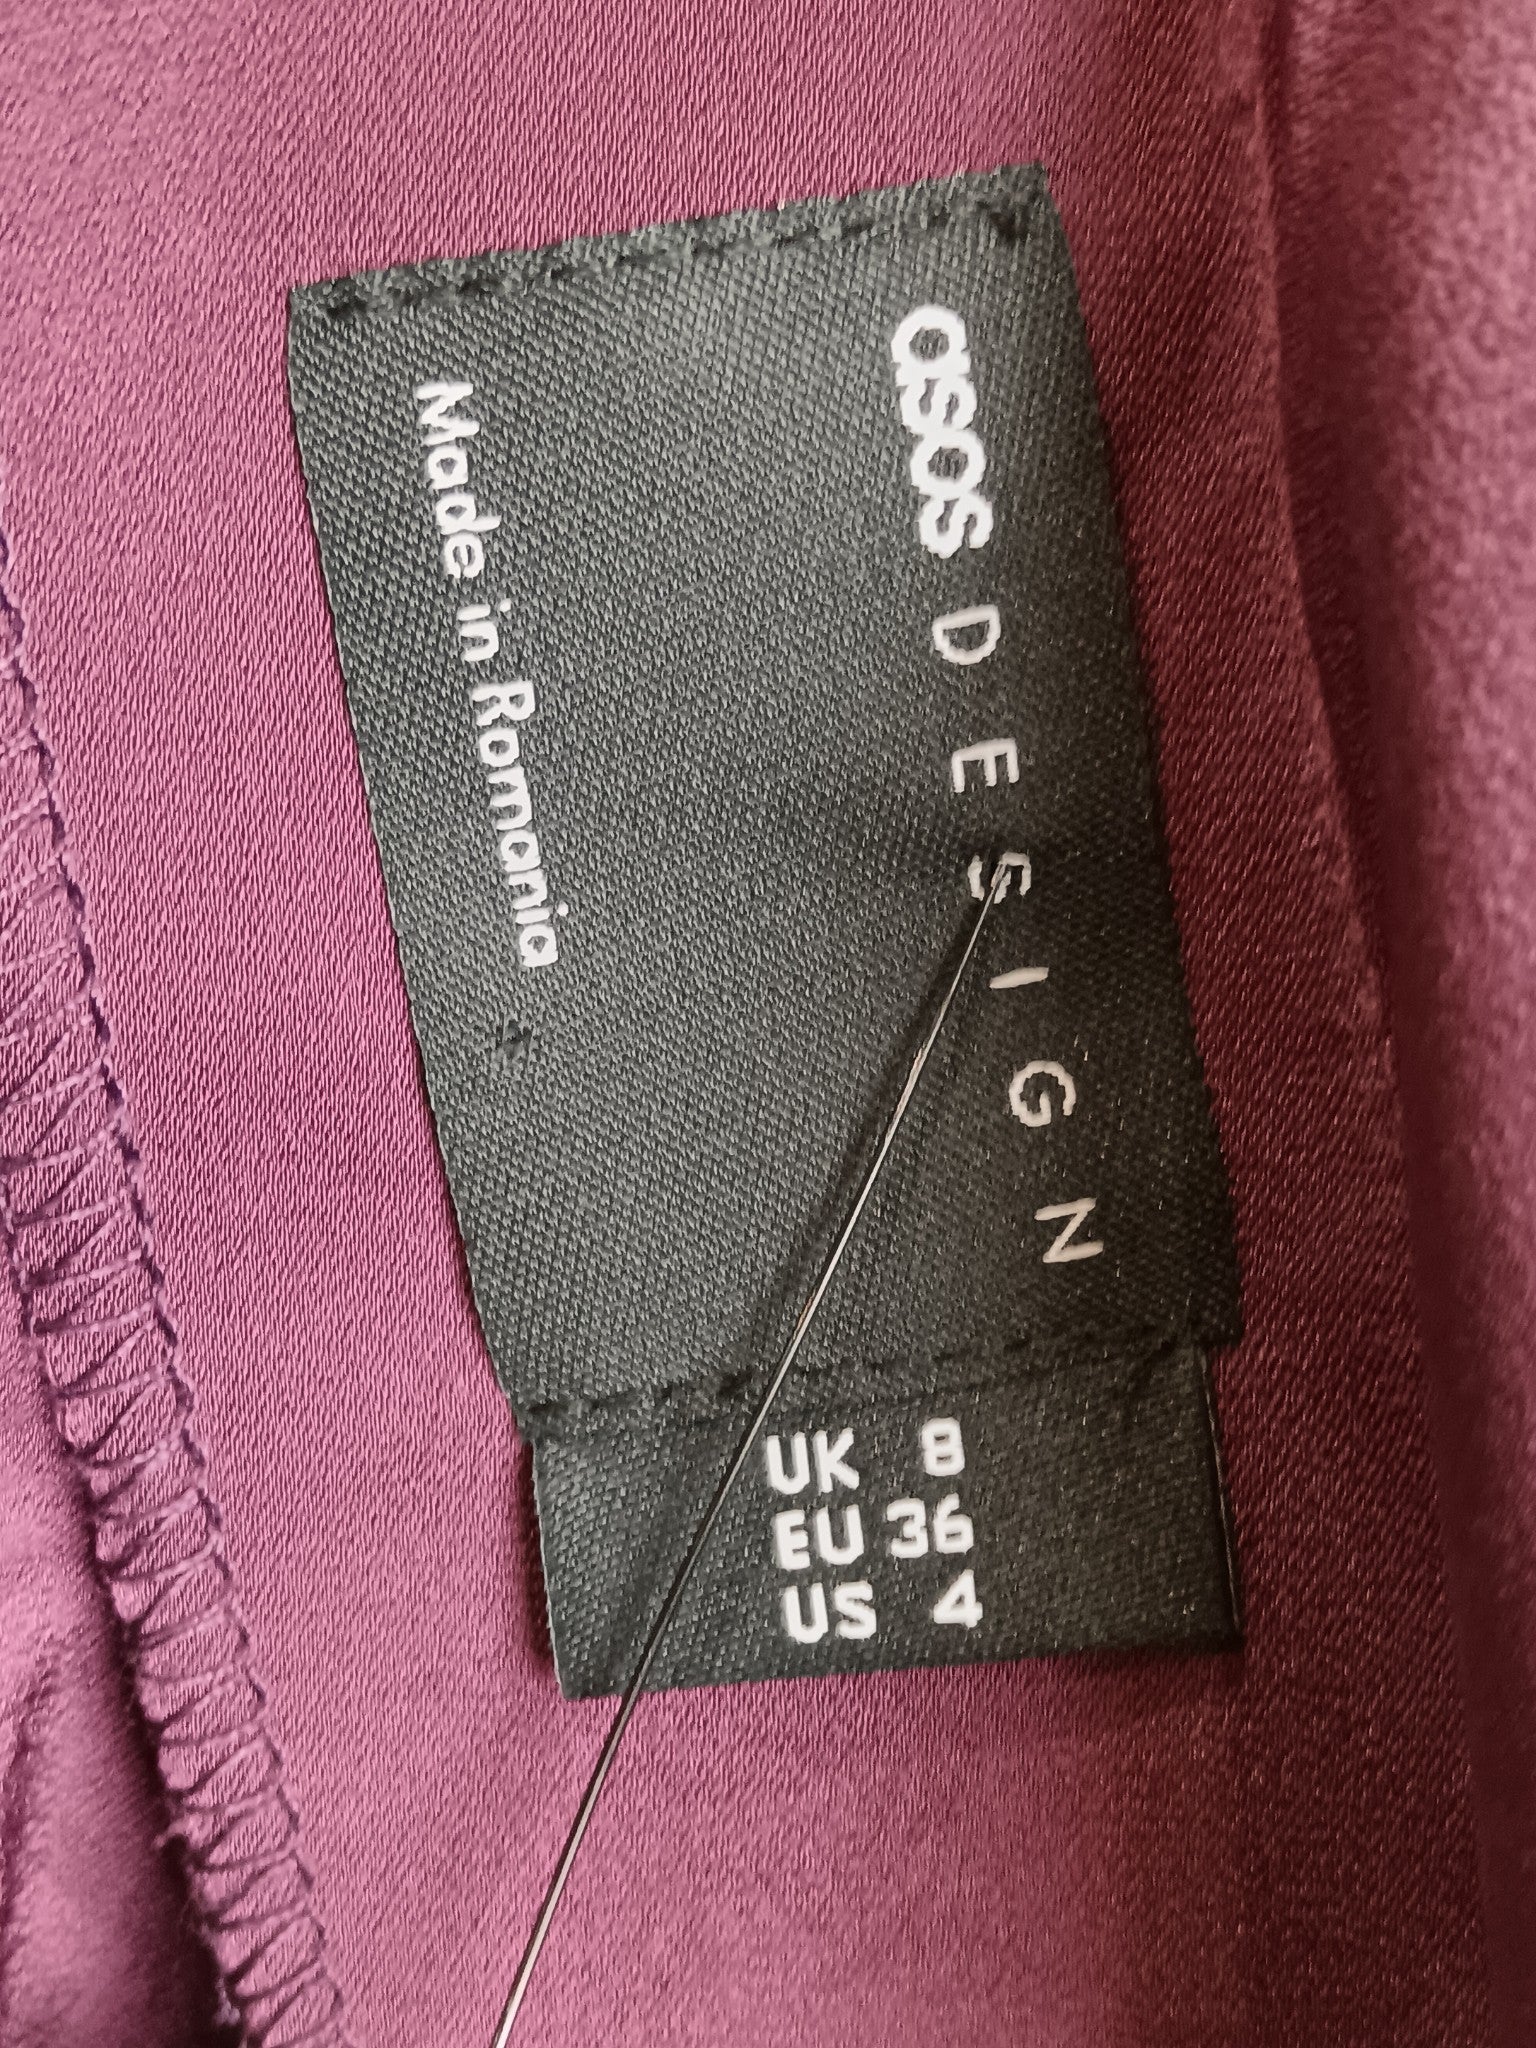 asos DESIGN
Made in Romania
UK 8
EU 36
US 4